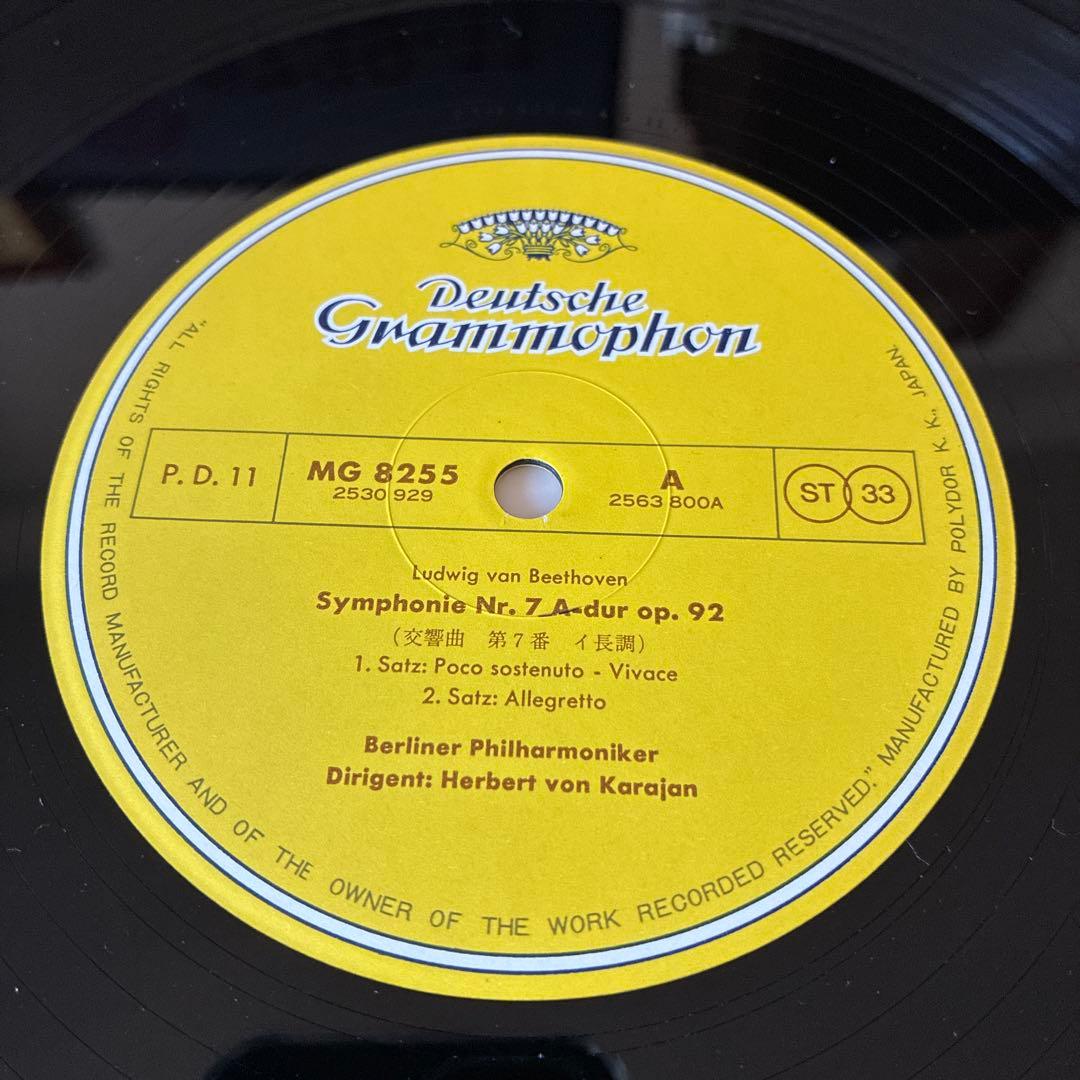 Deutsche
Grammophon
P. D. 11
MG 8255
2530 929
A
2563 800A
ST 33
Ludwig van Beethoven
Symphonie Nr. 7 A-dur op. 92
(交響曲　第7番　イ長調)
1. Satz: Poco sostenuto - Vivace
2. Satz: Allegretto
Berliner Philharmoniker
Dirigent: Herbert von Karajan
"ALL RIGHTS OF THE RECORD MANUFACTURER AND OF THE OWNER OF THE WORK RECORDED RESERVED." MANUFACTURED BY POLYDOR K. K., JAPAN.